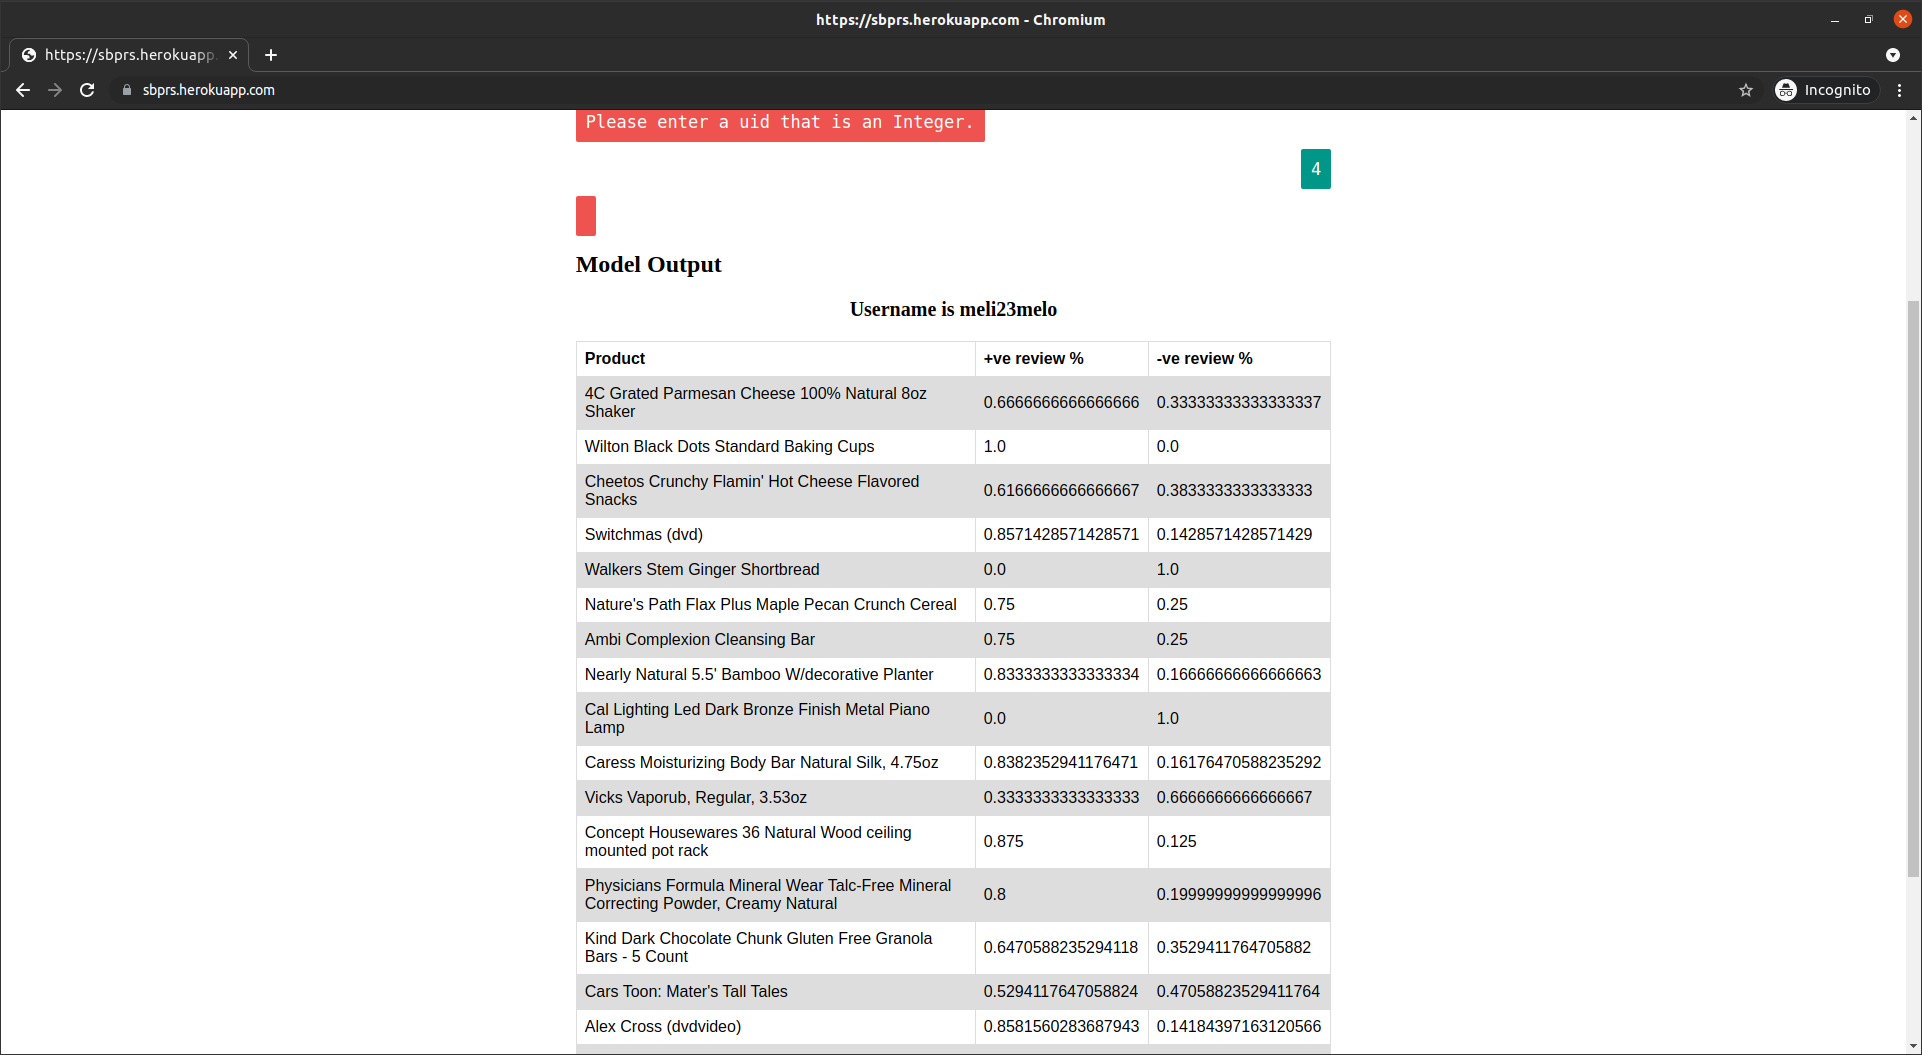 https://sbprs.herokuapp.com - Chromium
https://sbprs.herokuapp.
sbprs.herokuapp.com
Incognito
Please enter a uid that is an Integer.
4
Model Output
Username is meli23melo
Product +ve review % -ve review %
4C Grated Parmesan Cheese 100% Natural 8oz
Shaker
0.6666666666666666 0.33333333333333337
Wilton Black Dots Standard Baking Cups 1.0 0.0
Cheetos Crunchy Flamin' Hot Cheese Flavored
Snacks
0.6166666666666667 0.3833333333333333
Switchmas (dvd) 0.8571428571428571 0.1428571428571429
Walkers Stem Ginger Shortbread 0.0 1.0
Nature's Path Flax Plus Maple Pecan Crunch Cereal 0.75 0.25
Ambi Complexion Cleansing Bar 0.75 0.25
Nearly Natural 5.5' Bamboo W/decorative Planter 0.8333333333333334 0.16666666666666663
Cal Lighting Led Dark Bronze Finish Metal Piano
Lamp
0.0 1.0
Caress Moisturizing Body Bar Natural Silk, 4.75oz 0.8382352941176471 0.16176470588235292
Vicks Vaporub, Regular, 3.53oz 0.3333333333333333 0.6666666666666667
Concept Housewares 36 Natural Wood ceiling
mounted pot rack
0.875 0.125
Physicians Formula Mineral Wear Talc-Free Mineral
Correcting Powder, Creamy Natural
0.8 0.19999999999999996
Kind Dark Chocolate Chunk Gluten Free Granola
Bars - 5 Count
0.6470588235294118 0.3529411764705882
Cars Toon: Mater's Tall Tales 0.5294117647058824 0.47058823529411764
Alex Cross (dvdvideo) 0.8581560283687943 0.14184397163120566